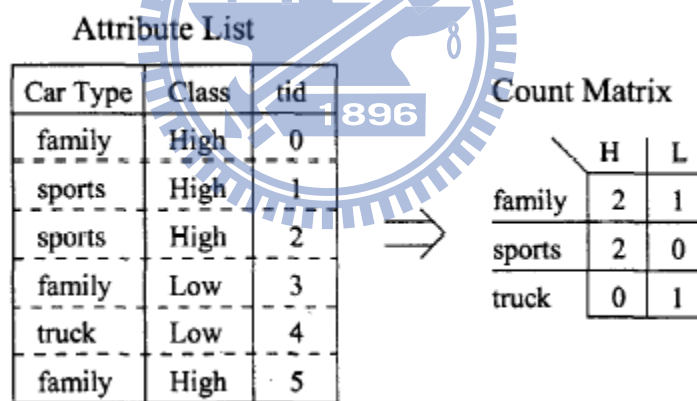 Attribute List
Car Type Class tid
family High 0
sports High 1
sports High 2
family Low 3
truck Low 4
family High 5
1896
Count Matrix
H L
family 2 1
sports 2 0
truck 0 1